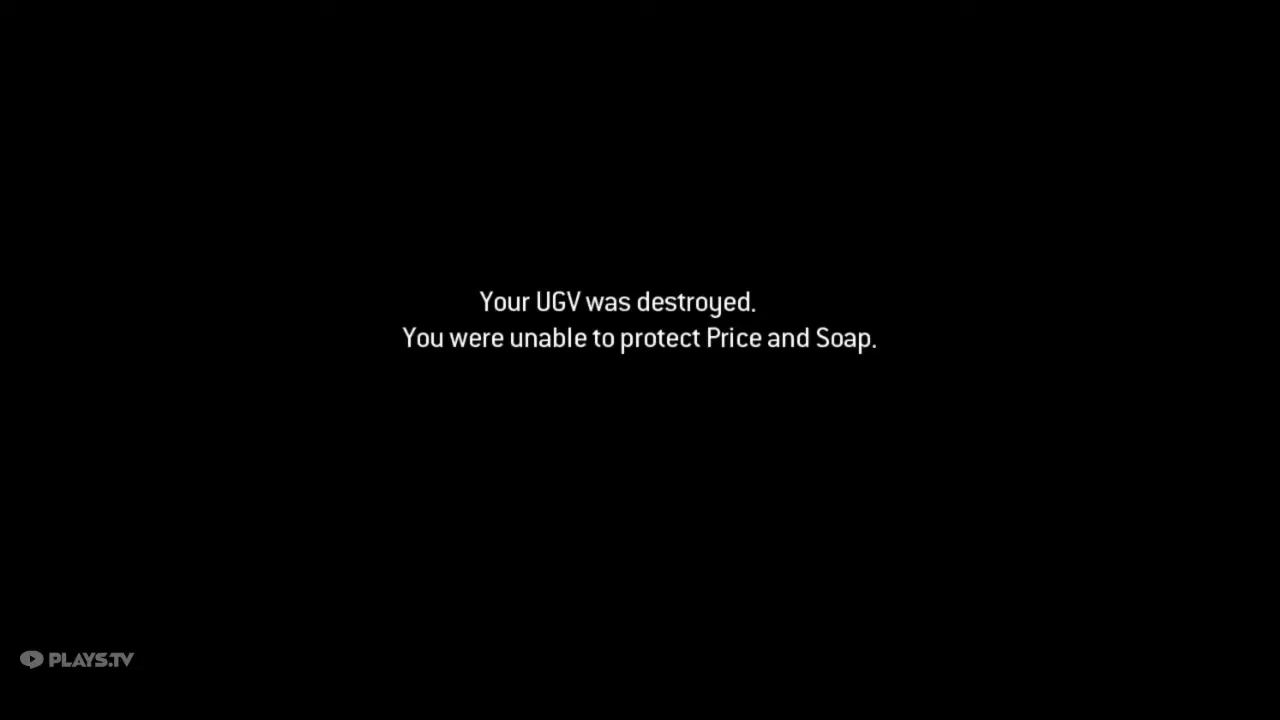 Your UGV was destroyed.
You were unable to protect Price and Soap.
PLAYS.TV